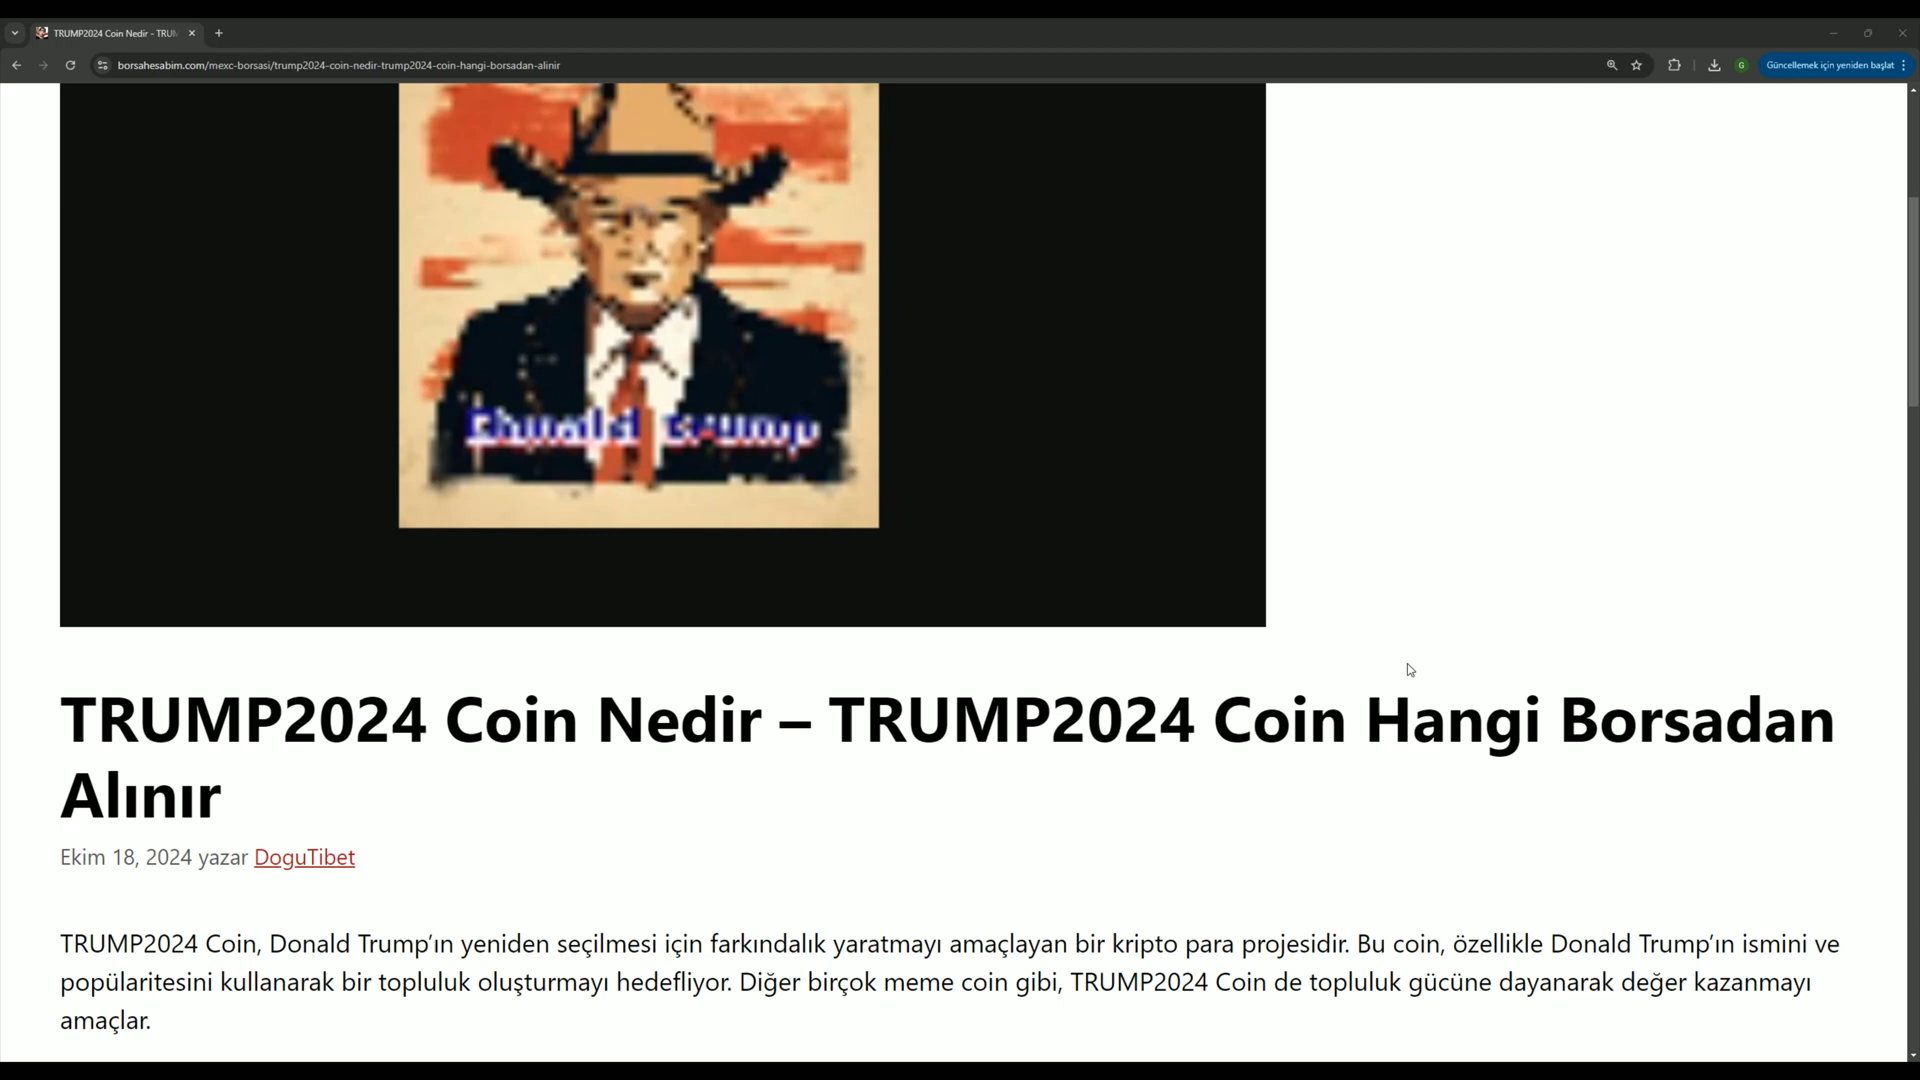 TRUMP2024 Coin Nedir - TRUM
borsahesabim.com/mexc-borsasi/trump2024-coin-nedir-trump2024-coin-hangi-borsadan-alinir
G
Güncellemek için yeniden başlat
Donald trump
TRUMP2024 Coin Nedir – TRUMP2024 Coin Hangi Borsadan
Alınır
Ekim 18, 2024 yazar DoguTibet
TRUMP2024 Coin, Donald Trump’ın yeniden seçilmesi için farkındalık yaratmayı amaçlayan bir kripto para projesidir. Bu coin, özellikle Donald Trump’ın ismini ve
popülaritesini kullanarak bir topluluk oluşturmayı hedefliyor. Diğer birçok meme coin gibi, TRUMP2024 Coin de topluluk gücüne dayanarak değer kazanmayı
amaçlar.